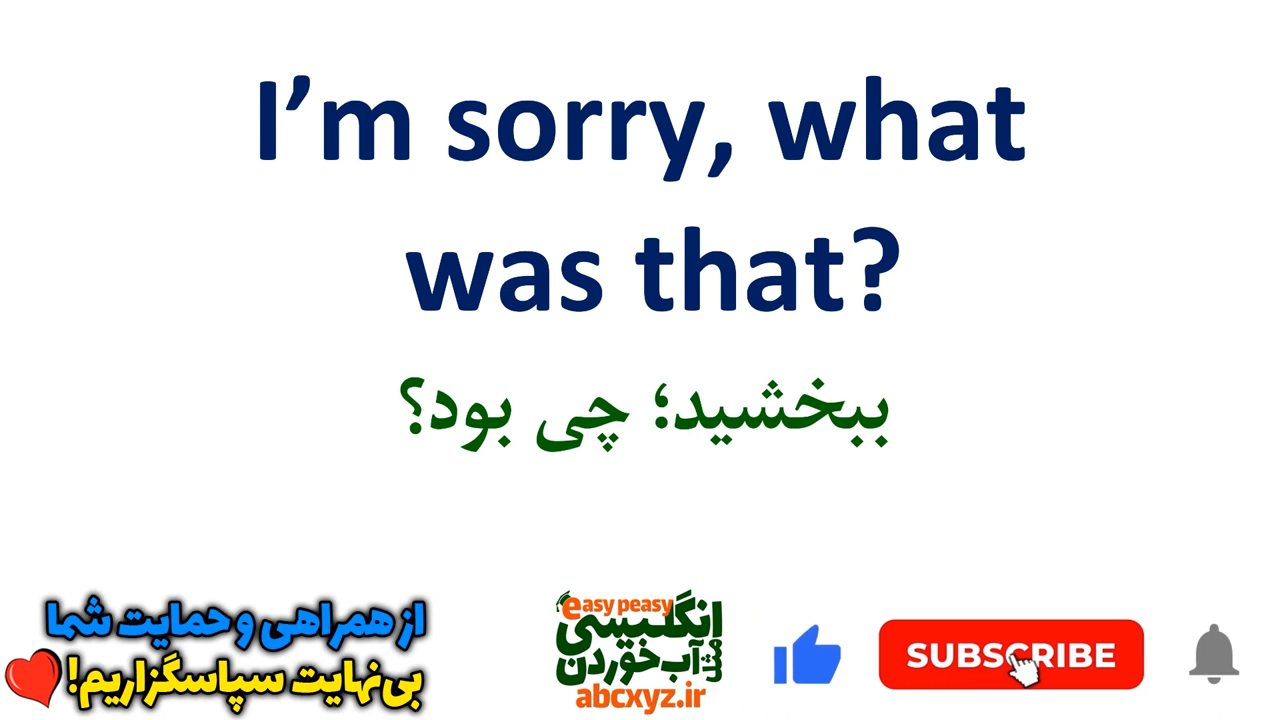 I’m sorry, what
was that?
ببخشید؛ چی بود؟
از همراهی و حمایت شما
بی‌نهایت سپاسگزاریم!
easy peasy
انگلیسی
مثل آب خوردن
abcxyz.ir
SUBSCRIBE